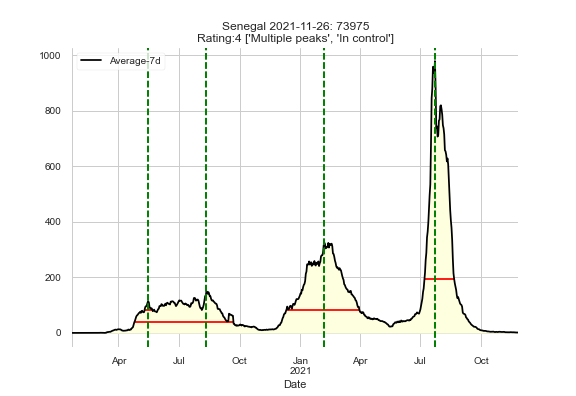 Senegal 2021-11-26: 73975
Rating:4 ['Multiple peaks', 'In control']
1000
Average-7d
800
600
400
200
0
Apr Jul Oct Jan Apr Jul Oct
2021
Date